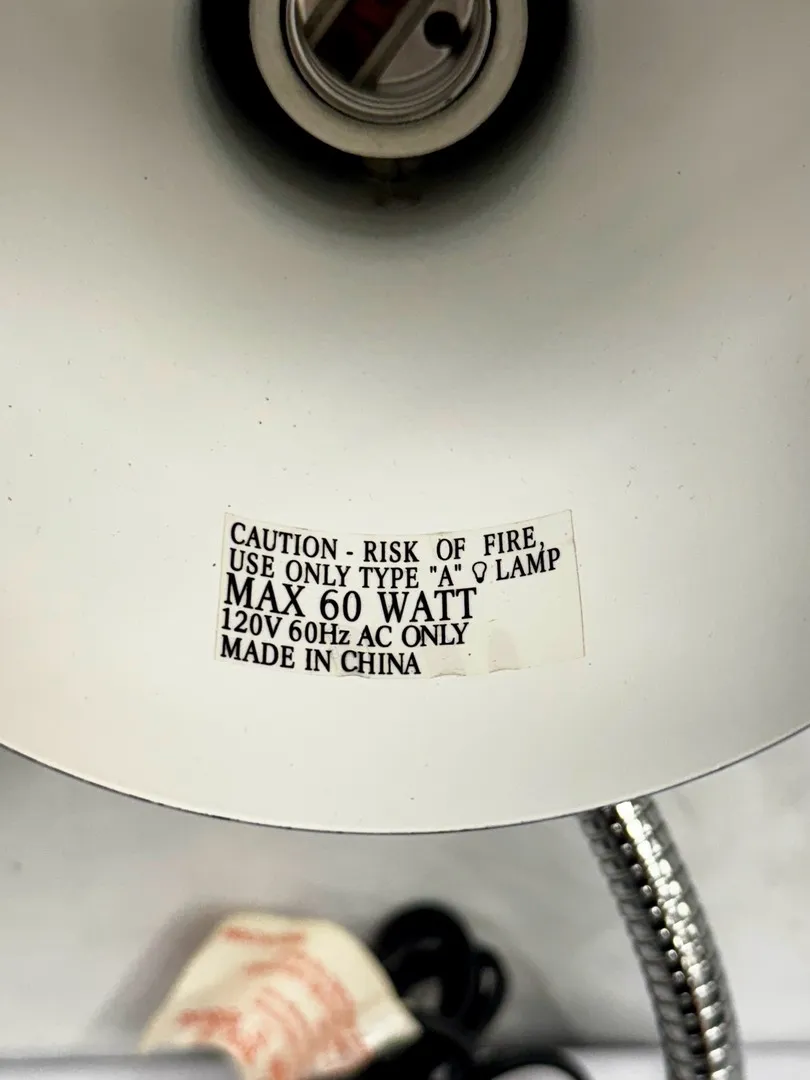 CAUTION - RISK OF FIRE,
USE ONLY TYPE "A" LAMP
MAX 60 WATT
120V 60Hz AC ONLY
MADE IN CHINA